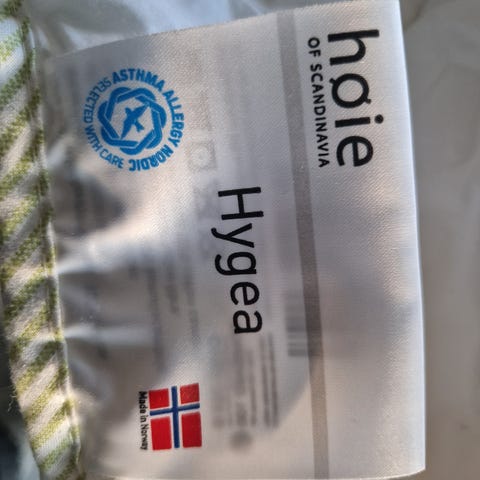 høie
OF SCANDINAVIA
Hygea
SELECTED WITH CARE
ASTHMA ALLERGY NORDIC
Made in Norway